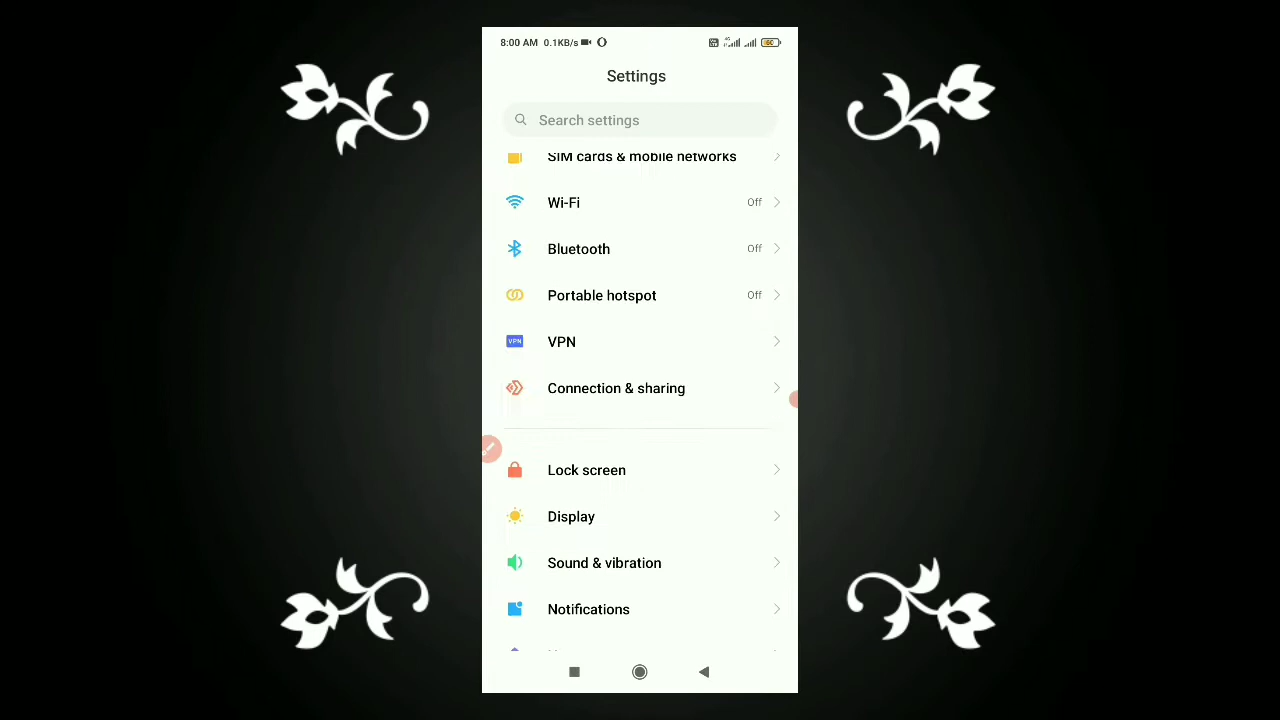 8:00 AM 0.1KB/s 60
Settings
Search settings
SIM cards & mobile networks
Wi-Fi Off
Bluetooth Off
Portable hotspot Off
VPN VPN
Connection & sharing
Lock screen
Display
Sound & vibration
Notifications